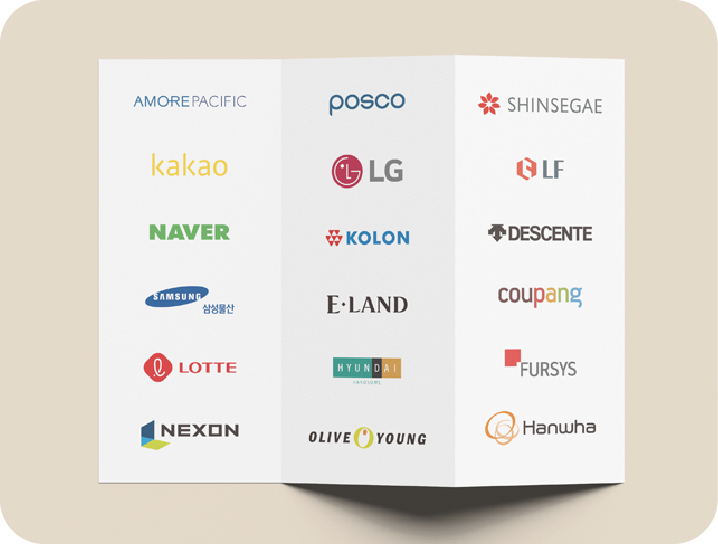 AMOREPACIFIC
kakao
NAVER
SAMSUNG
삼성물산
LOTTE
NEXON
posco
LG
KOLON
E·LAND
HYUNDAI
OLIVE YOUNG
SHINSEGAE
LF
DESCENTE
coupang
FURSYS
Hanwha